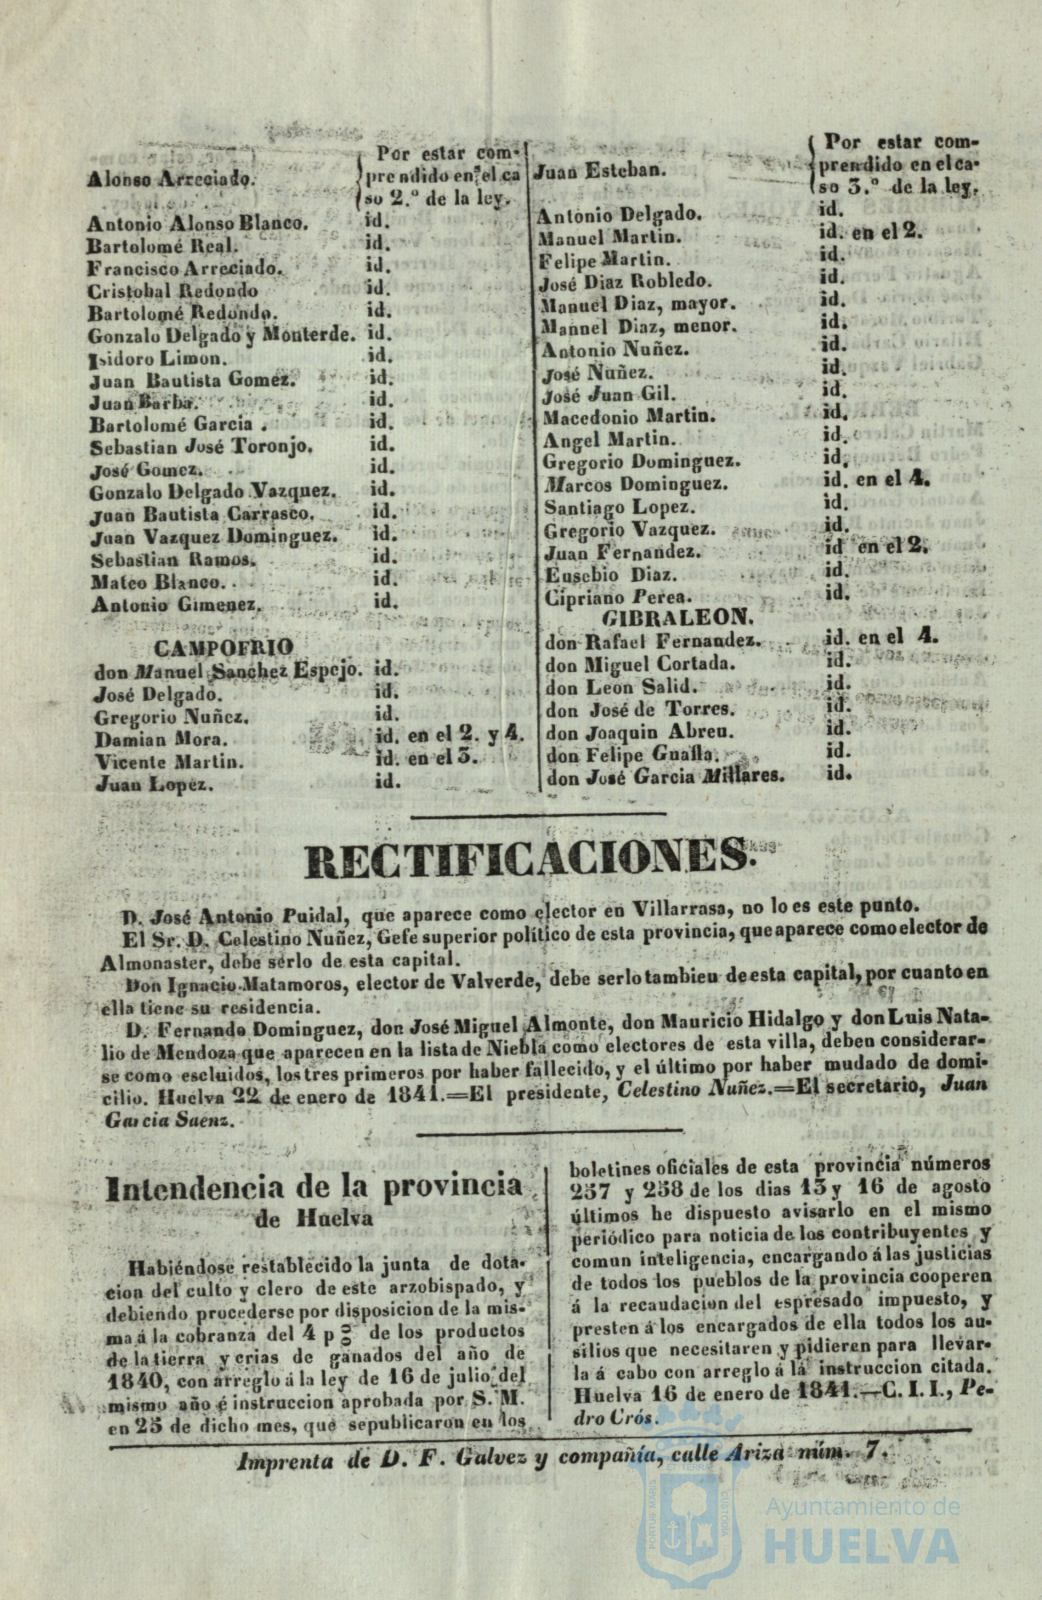 Alonso Arreciado. Por estar com-
prendido en el ca
so 2.º de la ley.
Antonio Alonso Blanco. id.
Bartolomé Real. id.
Francisco Arreciado. id.
Cristobal Redondo id.
Bartolomé Redondo. id.
Gonzalo Delgado y Monterde. id.
Isidoro Limon. id.
Juan Bautista Gomez. id.
Juan Barba. id.
Bartolomé Garcia . id.
Sebastian José Toronjo. id.
José Gomez. id.
Gonzalo Delgado Vazquez. id.
Juan Bautista Carrasco. id.
Juan Vazquez Dominguez. id.
Sebastian Ramos. id.
Mateo Blanco. id.
Antonio Gimenez. id.
CAMPOFRIO
don Manuel Sanchez Espejo. id.
José Delgado. id.
Gregorio Nuñez. id.
Damian Mora. id. en el 2. y 4.
Vicente Martin. id. en el 3.
Juan Lopez. id.
Juan Esteban. Por estar com-
prendido en el ca-
so 3.º de la ley.
Antonio Delgado. id.
Manuel Martin. id. en el 2.
Felipe Martin. id.
José Diaz Robledo. id.
Manuel Diaz, mayor. id.
Mannel Diaz, menor. id.
Antonio Nuñez. id.
José Nuñez. id.
José Juan Gil. id.
Macedonio Martin. id.
Angel Martin. id.
Gregorio Dominguez. id.
Marcos Dominguez. id. en el 4.
Santiago Lopez. id.
Gregorio Vazquez. id.
Juan Fernandez. id en el 2.
Eusebio Diaz. id.
Cipriano Perea. id.
GIBRALEON.
don Rafael Fernandez. id. en el 4.
don Miguel Cortada. id.
don Leon Salid. id.
don José de Torres. id.
don Joaquin Abreu. id.
don Felipe Gualla. id.
don José Garcia Millares. id.
RECTIFICACIONES.
D. José Antonio Puidal, que aparece como elector en Villarrasa, no lo es este punto.
El Sr. D. Celestino Nuñez, Gefe superior político de esta provincia, que aparece como elector de
Almonaster, debe serlo de esta capital.
Don Ignacio Matamoros, elector de Valverde, debe serlo tambieu de esta capital, por cuanto en
ella tiene su residencia.
D. Fernando Dominguez, don José Miguel Almonte, don Mauricio Hidalgo y don Luis Nata-
lio de Mendoza que aparecen en la lista de Niebla como electores de esta villa, deben considerar-
se como escluidos, los tres primeros por haber fallecido, y el último por haber mudado de domi-
cilio. Huelva 22 de enero de 1841.=El presidente, Celestino Nuñez.=El secretario, Juan
Garcia Saenz.
Intendencia de la provincia
de Huelva
Habiéndose restablecido la junta de dota-
cion del culto y clero de este arzobispado, y
debiendo procederse por disposicion de la mis-
ma á la cobranza del 4 p % de los productos
de la tierra y crias de ganados del año de
1840, con arreglo á la ley de 16 de julio del
mismo año é instruccion aprobada por S. M.
en 25 de dicho mes, que se publicaron en los
boletines oficiales de esta provincia números
257 y 258 de los dias 13 y 16 de agosto
últimos he dispuesto avisarlo en el mismo
periódico para noticia de los contribuyentes y
comun inteligencia, encargando á las justicias
de todos los pueblos de la provincia cooperen
á la recaudacion del espresado impuesto, y
presten á los encargados de ella todos los au-
silios que necesitaren y pidieren para llevar-
la á cabo con arreglo á la instruccion citada.
Huelva 16 de enero de 1841.—C. I. I., Pe-
dro Crós.
Imprenta de D. F. Galvez y compañía, calle Ariza núm. 7.
Ayuntamiento de
HUELVA